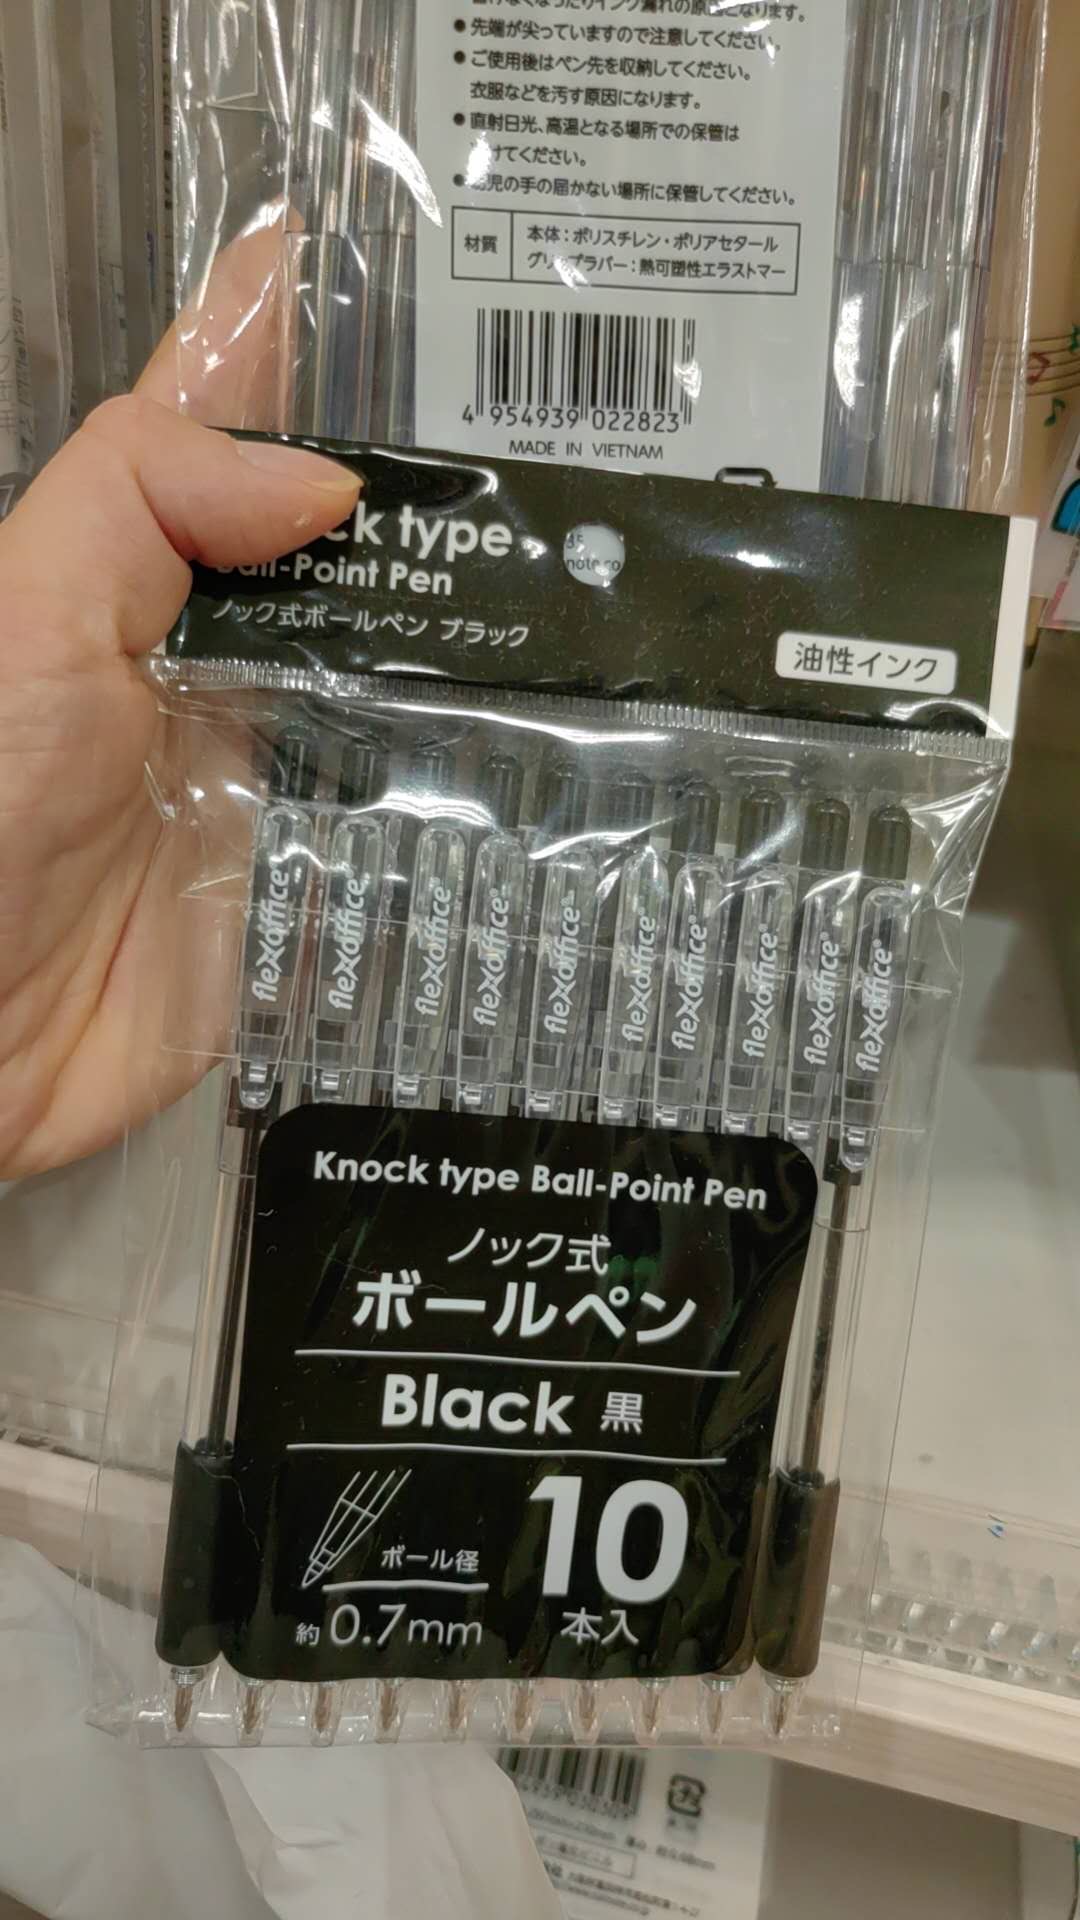 ● 先端が尖っていますので注意してください。
● ご使用後はペン先を収納してください。
衣服などを汚す原因になります。
● 直射日光、高温となる場所での保管は
けてください。
児の手の届かない場所に保管してください。
材質
本体：ポリスチレン・ポリアセタール
グリップラバー：熱可塑性エラストマー
4 954939 022823
MADE IN VIETNAM
ck type
Ball-Point Pen
ノック式ボールペン ブラック
油性インク
flexoffice
flexoffice
flexoffice
flexoffice
flexoffice
flexoffice
flexoffice
flexoffice
flexoffice
flexoffice
Knock type Ball-Point Pen
ノック式
ボールペン
Black 黒
ボール径
約0.7mm
10
本入